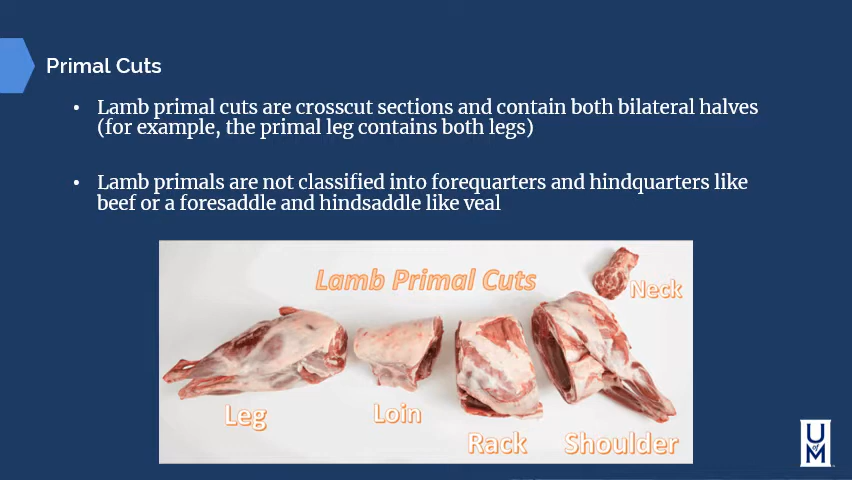 Primal Cuts
• Lamb primal cuts are crosscut sections and contain both bilateral halves
(for example, the primal leg contains both legs)
• Lamb primals are not classified into forequarters and hindquarters like
beef or a foresaddle and hindsaddle like veal
Lamb Primal Cuts
Neck
Leg
Loin
Rack
Shoulder
U
of
M